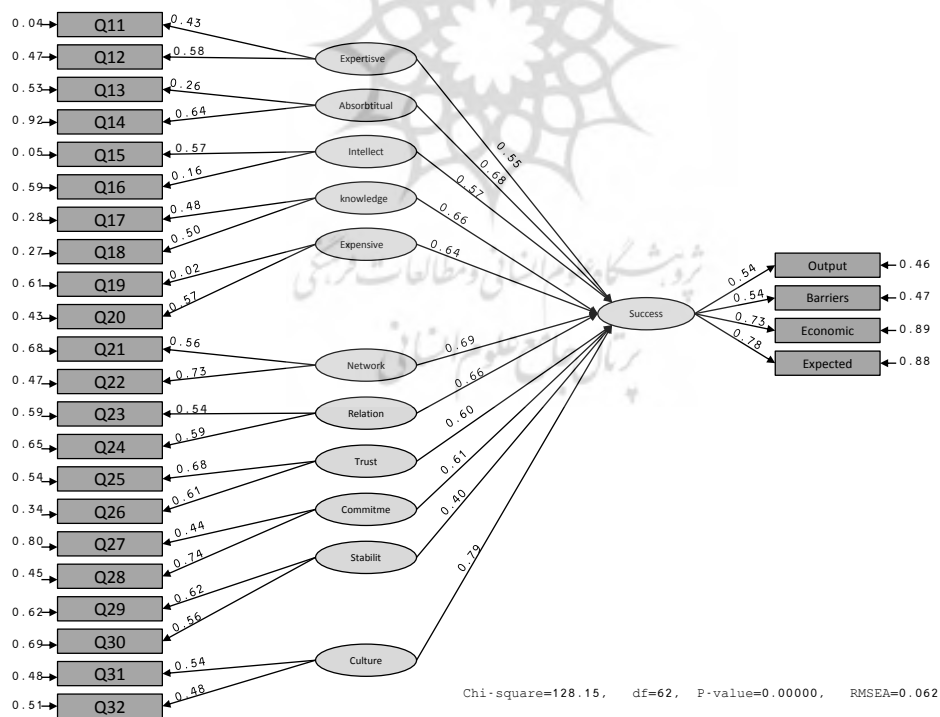 0.04 Q11 0.43
0.47 Q12 0.58
Expertisve 0.55
0.53 Q13 0.26
0.92 Q14 0.64
Absorbtitual 0.68
0.05 Q15 0.57
0.59 Q16 0.16
Intellect 0.57
0.28 Q17 0.48
0.27 Q18 0.50
knowledge 0.66
0.61 Q19 0.02
0.43 Q20 0.57
Expensive 0.64
0.68 Q21 0.56
0.47 Q22 0.73
Network 0.69
0.59 Q23 0.54
0.65 Q24 0.59
Relation 0.66
0.54 Q25 0.68
0.34 Q26 0.61
Trust 0.60
0.80 Q27 0.44
0.45 Q28 0.74
Commitme 0.61
0.62 Q29 0.62
0.69 Q30 0.56
Stabilit 0.40
0.48 Q31 0.54
0.51 Q32 0.48
Culture 0.79
Success
0.54 Output 0.46
0.54 Barriers 0.47
0.73 Economic 0.89
0.78 Expected 0.88
پژوهشگاه علوم انسانی و مطالعات فرهنگی
پرتال جامع علوم انسانی
Chi-square=128.15, df=62, P-value=0.00000, RMSEA=0.062